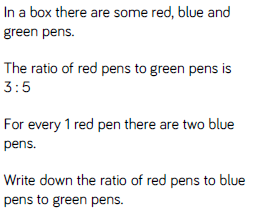 In a box there are some red, blue and
green pens.
The ratio of red pens to green pens is
3 : 5
For every 1 red pen there are two blue
pens.
Write down the ratio of red pens to blue
pens to green pens.